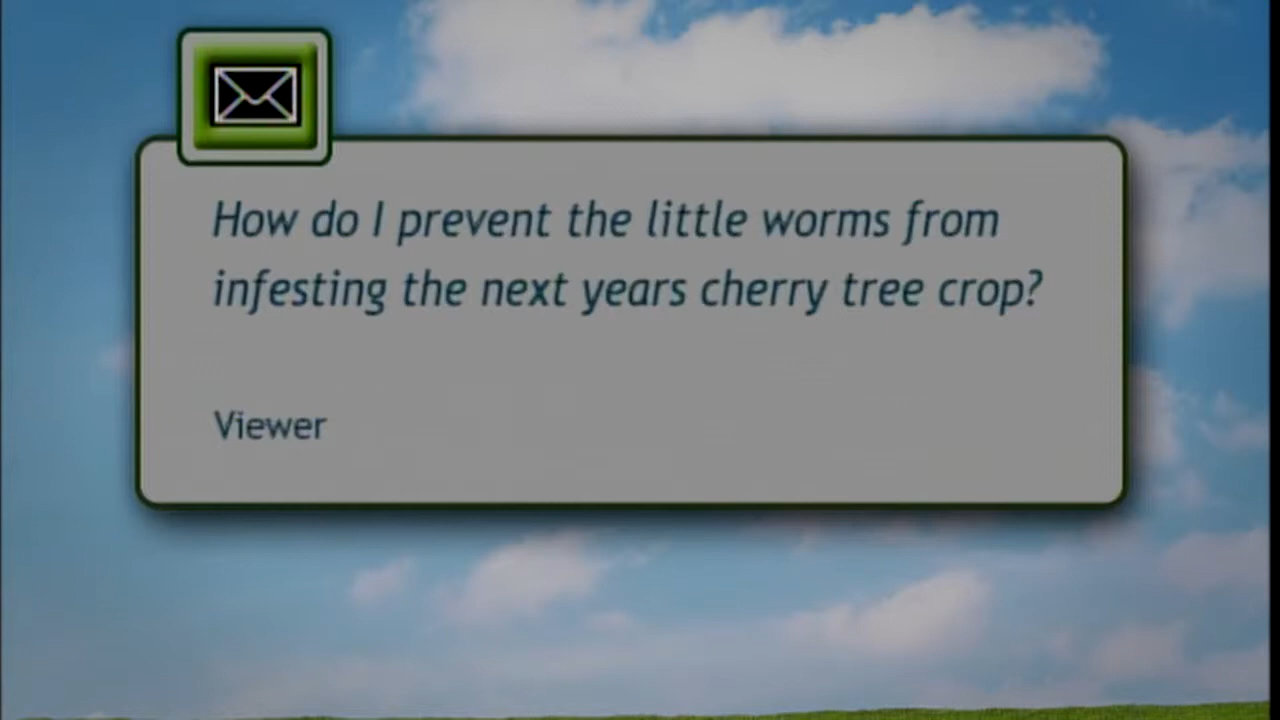 How do I prevent the little worms from
infesting the next years cherry tree crop?
Viewer